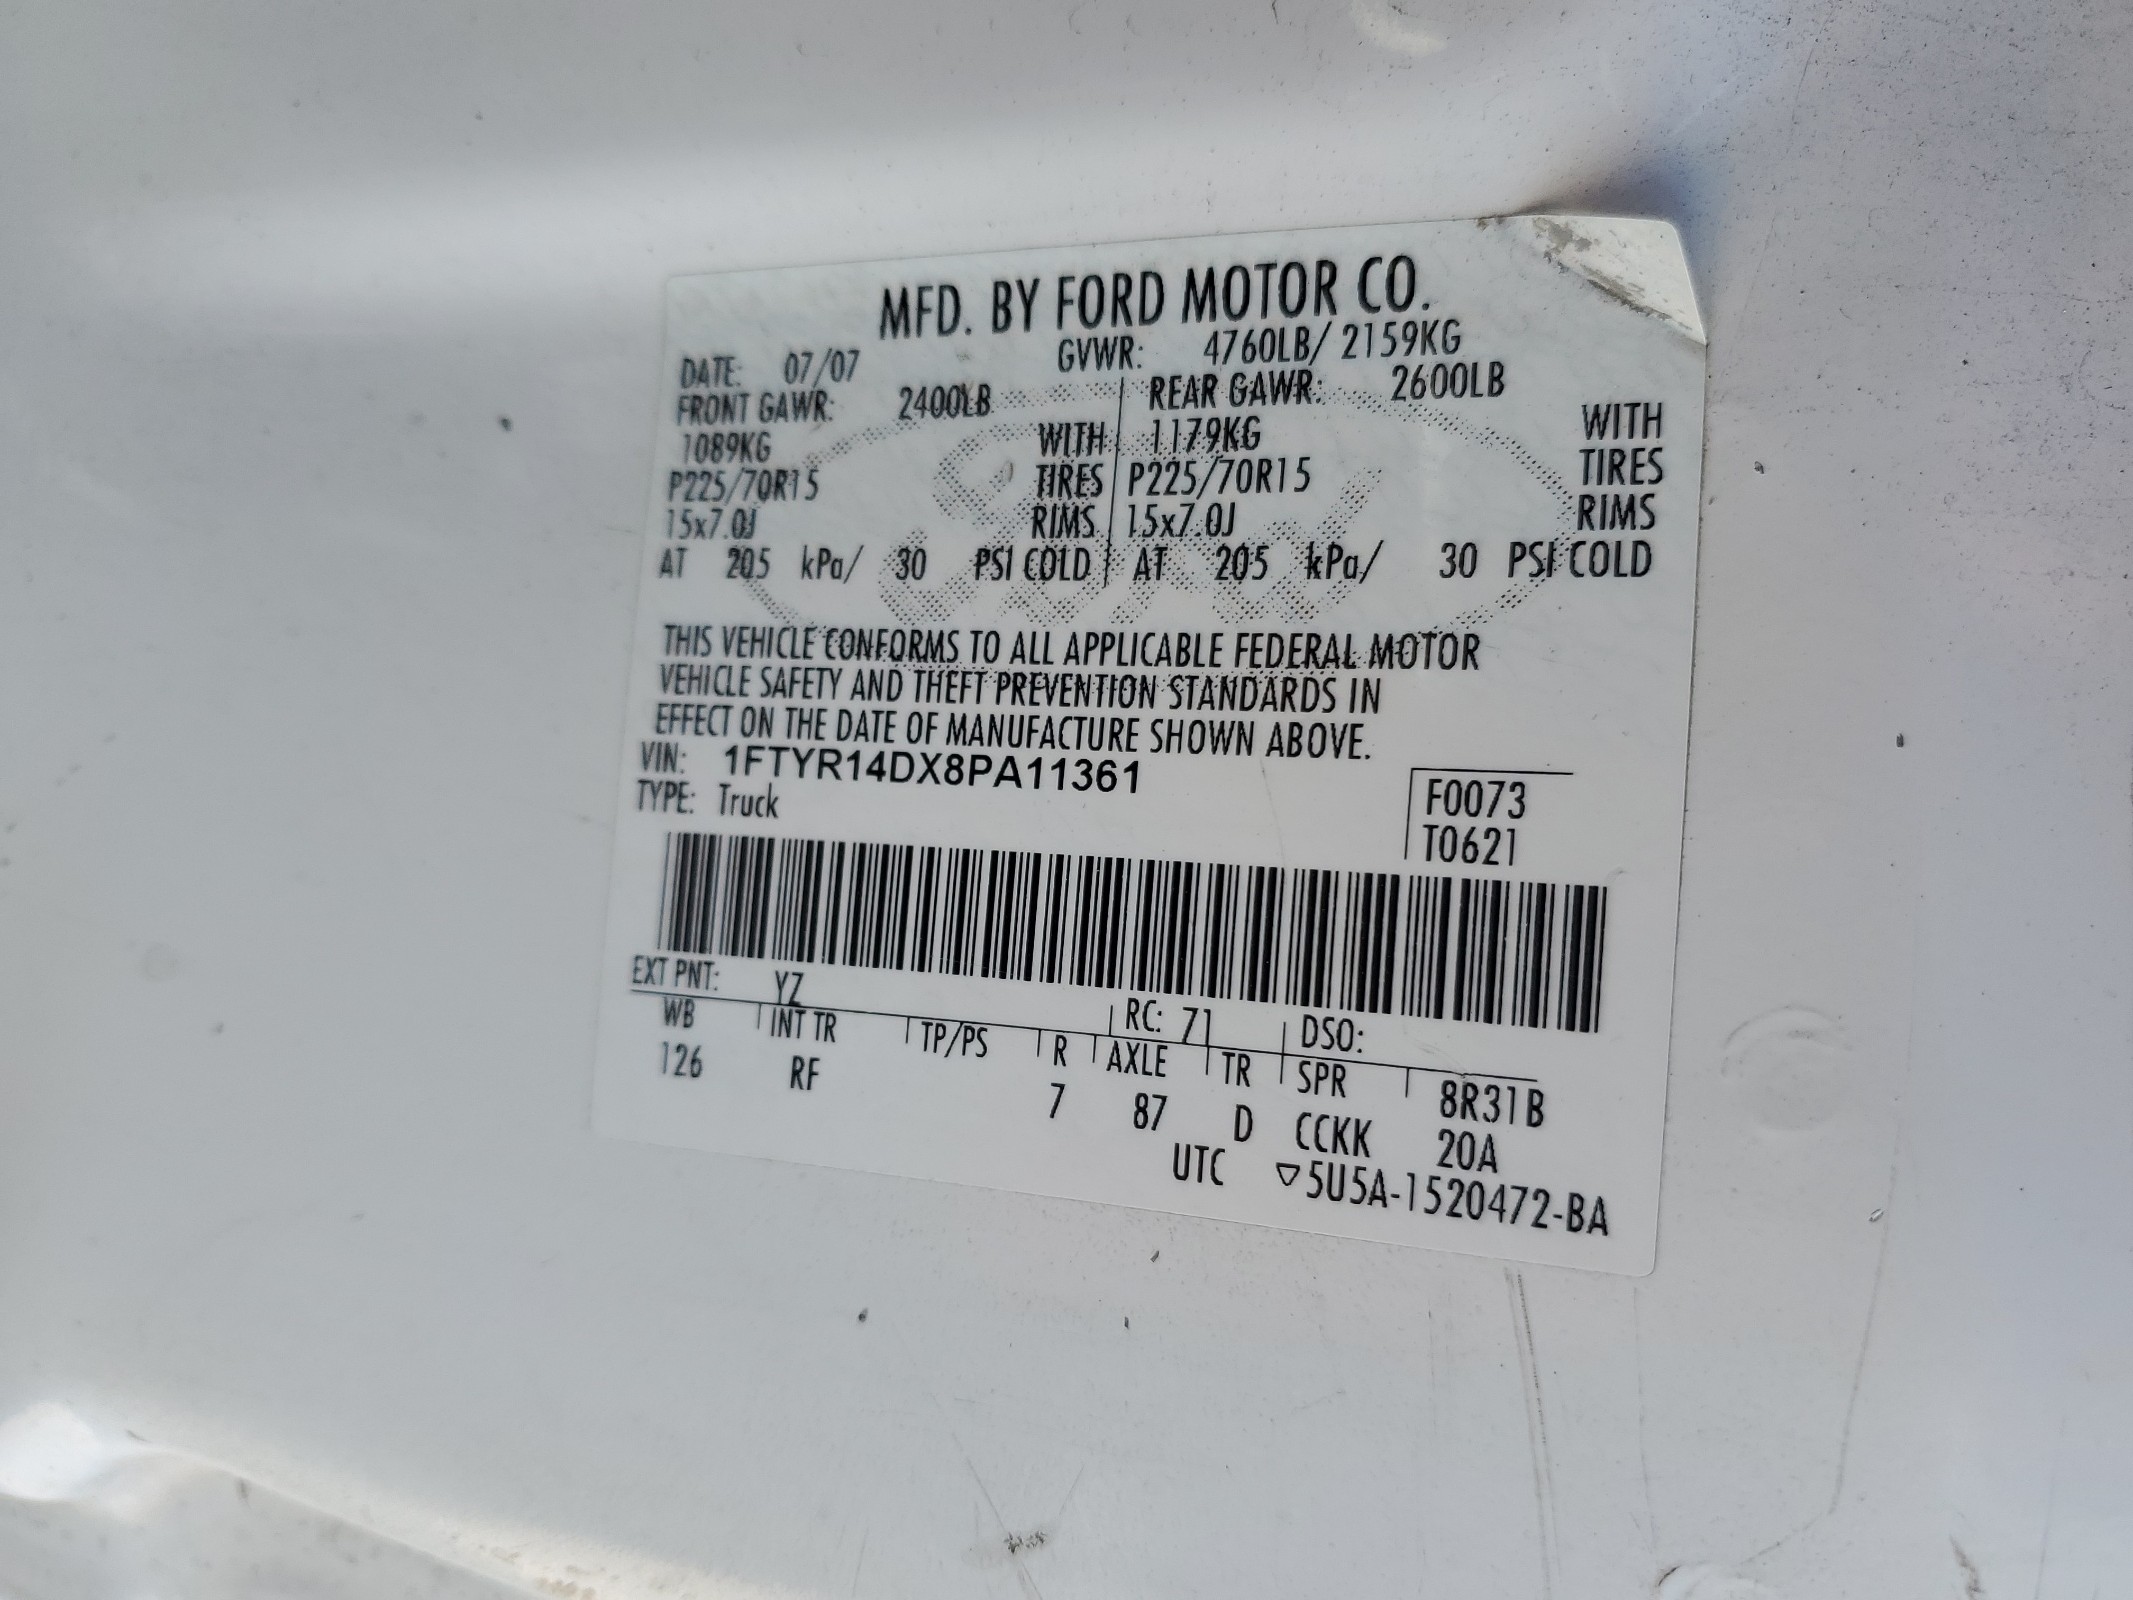 MFD. BY FORD MOTOR CO.
DATE: 07/07 GVWR: 4760LB/ 2159KG
FRONT GAWR: 2400LB REAR GAWR: 2600LB
1089KG WITH 1179KG WITH
P225/70R15 TIRES P225/70R15 TIRES
15x7.0J RIMS 15x7.0J RIMS
AT 205 kPa/ 30 PSI COLD AT 205 kPa/ 30 PSI COLD
THIS VEHICLE CONFORMS TO ALL APPLICABLE FEDERAL MOTOR
VEHICLE SAFETY AND THEFT PREVENTION STANDARDS IN
EFFECT ON THE DATE OF MANUFACTURE SHOWN ABOVE.
VIN: 1FTYR14DX8PA11361
TYPE: Truck
F0073
T0621
EXT PNT: YZ RC: 71 DSO:
WB INT TR TP/PS R AXLE TR SPR 8R31B
126 RF 7 87 D CCKK 20A
UTC ▽5U5A-1520472-BA